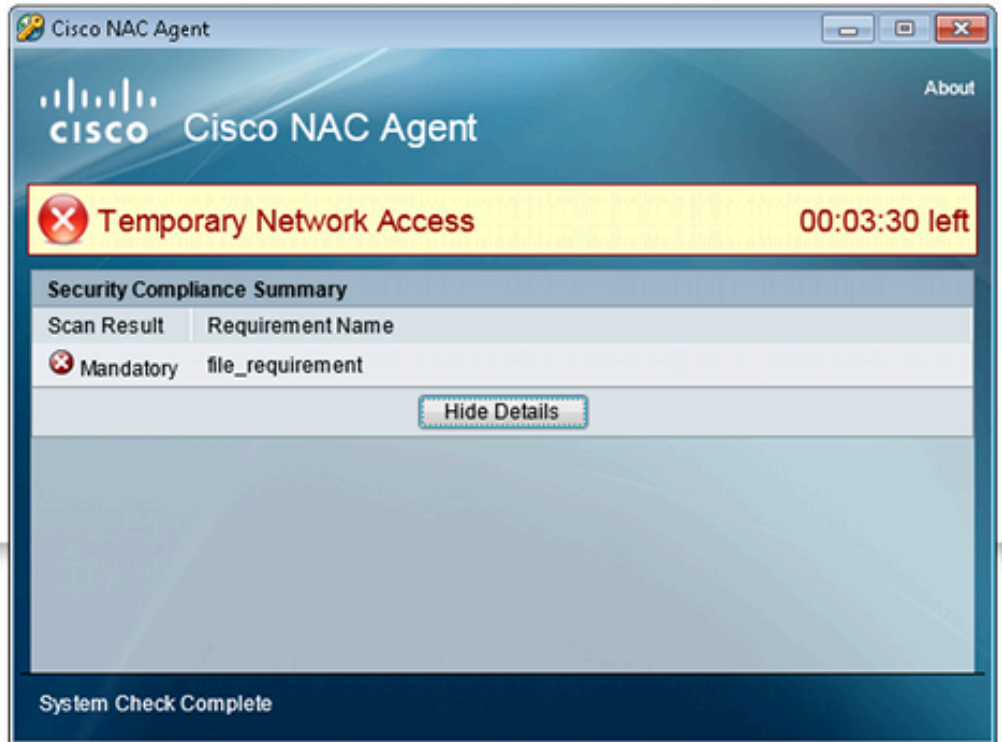 Cisco NAC Agent
About
CISCO Cisco NAC Agent
Temporary Network Access 00:03:30 left
Security Compliance Summary
Scan Result Requirement Name
Mandatory file_requirement
Hide Details
System Check Complete